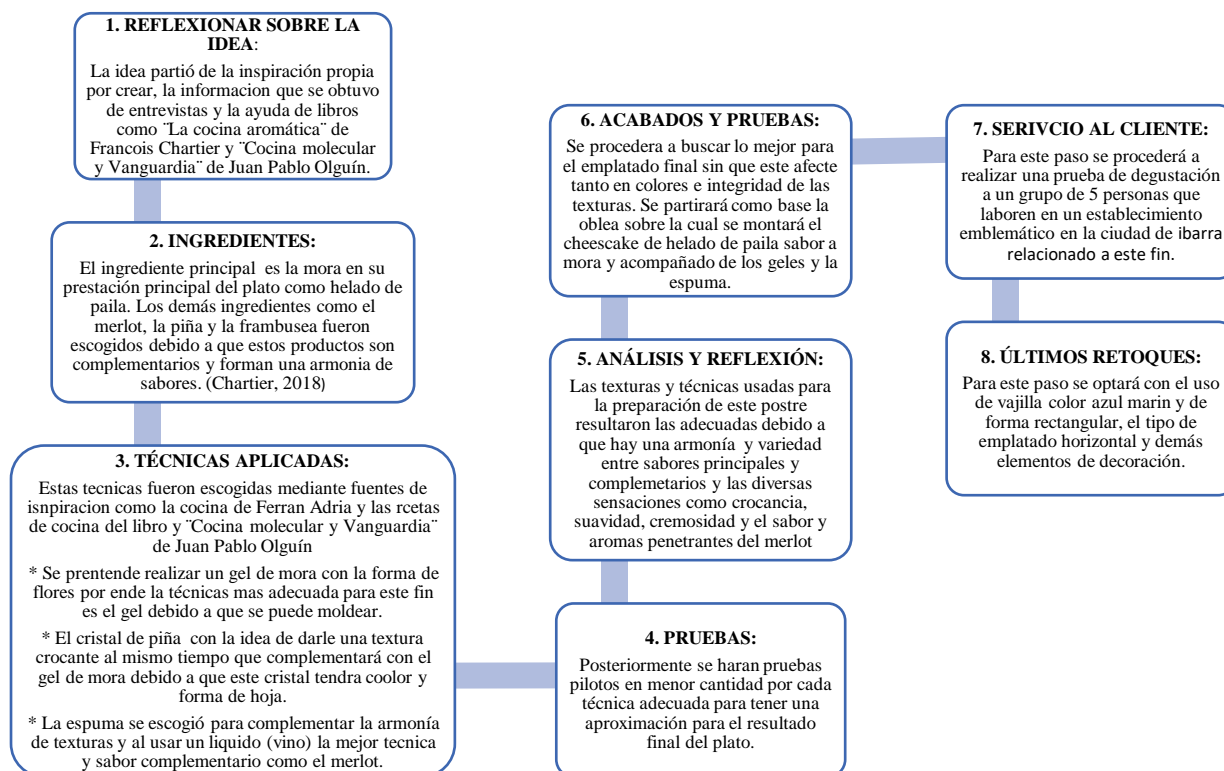 1. REFLEXIONAR SOBRE LA
IDEA:
La idea partió de la inspiración propia
por crear, la informacion que se obtuvo
de entrevistas y la ayuda de libros
como ¨La cocina aromática¨ de
Francois Chartier y ¨Cocina molecular
y Vanguardia¨ de Juan Pablo Olguín.
2. INGREDIENTES:
El ingrediente principal es la mora en su
prestación principal del plato como helado de
paila. Los demás ingredientes como el
merlot, la piña y la frambusea fueron
escogidos debido a que estos productos son
complementarios y forman una armonia de
sabores. (Chartier, 2018)
3. TÉCNICAS APLICADAS:
Estas tecnicas fueron escogidas mediante fuentes de
isnpiracion como la cocina de Ferran Adria y las rcetas
de cocina del libro y ¨Cocina molecular y Vanguardia¨
de Juan Pablo Olguín
* Se prentende realizar un gel de mora con la forma de
flores por ende la técnicas mas adecuada para este fin
es el gel debido a que se puede moldear.
* El cristal de piña con la idea de darle una textura
crocante al mismo tiempo que complementará con el
gel de mora debido a que este cristal tendra coolor y
forma de hoja.
* La espuma se escogió para complementar la armonía
de texturas y al usar un liquido (vino) la mejor tecnica
y sabor complementario como el merlot.
4. PRUEBAS:
Posteriormente se haran pruebas
pilotos en menor cantidad por cada
técnica adecuada para tener una
aproximación para el resultado
final del plato.
5. ANÁLISIS Y REFLEXIÓN:
Las texturas y técnicas usadas para
la preparación de este postre
resultaron las adecuadas debido a
que hay una armonía y variedad
entre sabores principales y
complemetarios y las diversas
sensaciones como crocancia,
suavidad, cremosidad y el sabor y
aromas penetrantes del merlot
6. ACABADOS Y PRUEBAS:
Se procedera a buscar lo mejor para
el emplatado final sin que este afecte
tanto en colores e integridad de las
texturas. Se partirará como base la
oblea sobre la cual se montará el
cheescake de helado de paila sabor a
mora y acompañado de los geles y la
espuma.
7. SERIVCIO AL CLIENTE:
Para este paso se procederá a
realizar una prueba de degustación
a un grupo de 5 personas que
laboren en un establecimiento
emblemático en la ciudad de ibarra
relacionado a este fin.
8. ÚLTIMOS RETOQUES:
Para este paso se optará con el uso
de vajilla color azul marin y de
forma rectangular, el tipo de
emplatado horizontal y demás
elementos de decoración.